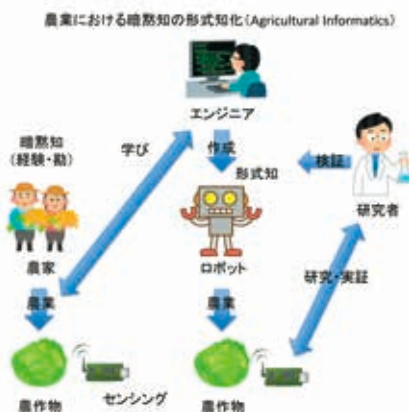 農業における暗黙知の形式知化(Agricultural Informatics)
エンジニア
暗黙知
(経験・勘)
学び
作成
形式知
検証
研究者
農家
ロボット
研究・実証
農業
農業
センシング
農作物
農作物